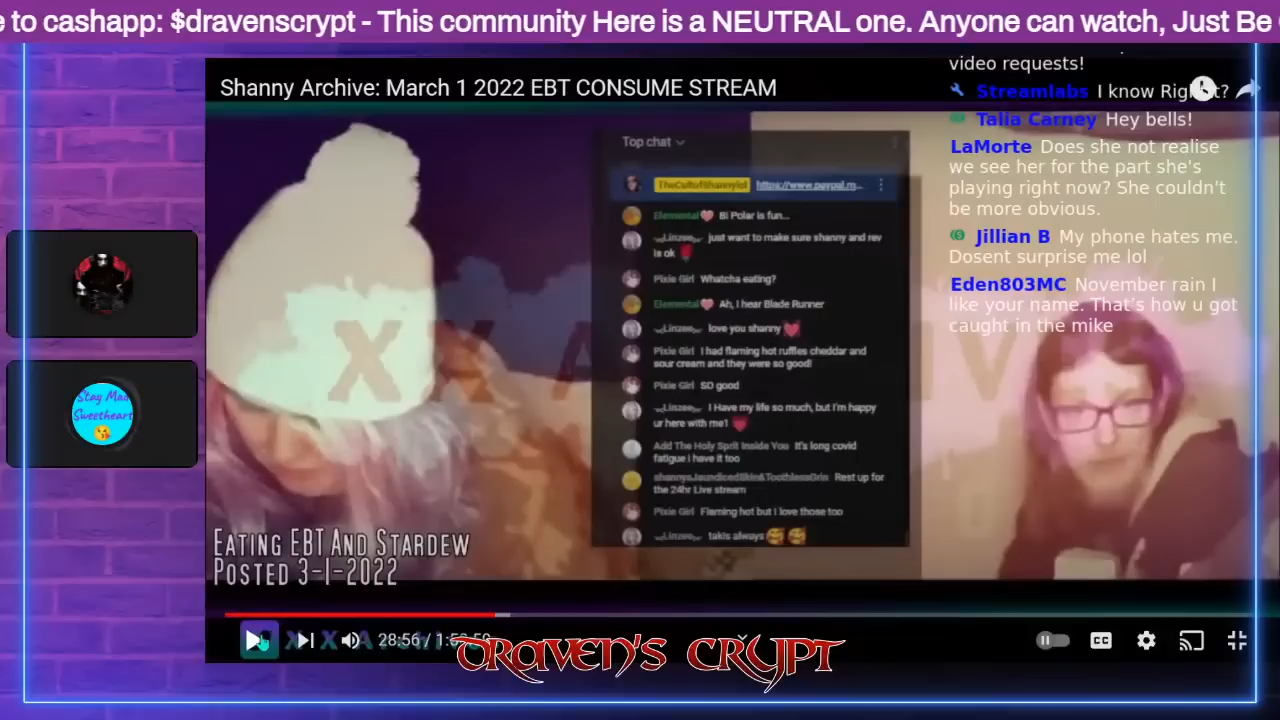 e to cashapp: $dravenscrypt - This community Here is a NEUTRAL one. Anyone can watch, Just Be
Shanny Archive: March 1 2022 EBT CONSUME STREAM
video requests!
Streamlabs I know Right?
Talia Carney Hey bells!
LaMorte Does she not realise
we see her for the part she's
playing right now? She couldn't
be more obvious.
Jillian B My phone hates me.
Dosent surprise me lol
Eden803MC November rain I
like your name. That's how u got
caught in the mike
Top chat
TheCultofShannylol https://www.paypal.m...
Elemental Bi Polar is fun...
Linzee just want to make sure shanny and rev
is ok
Pixie Girl Whatcha eating?
Elemental Ah, I hear Blade Runner
Linzee love you shanny
Pixie Girl I had flaming hot ruffles cheddar and
sour cream and they were so good!
Pixie Girl SO good
Linzee I Have my life so much, but I'm happy
ur here with me1
Add The Holy Sprit Inside You It's long covid
fatigue I have it too
shannysJaundicedSkin&ToothlessGrin Rest up for
the 24hr Live stream
Pixie Girl Flaming hot but I love those too
Linzee takis always
Stay Mad
Sweetheart
EATING EBT AND STARDEW
POSTED 3-1-2022
28:56
CC
DRAVEN'S CRYPT